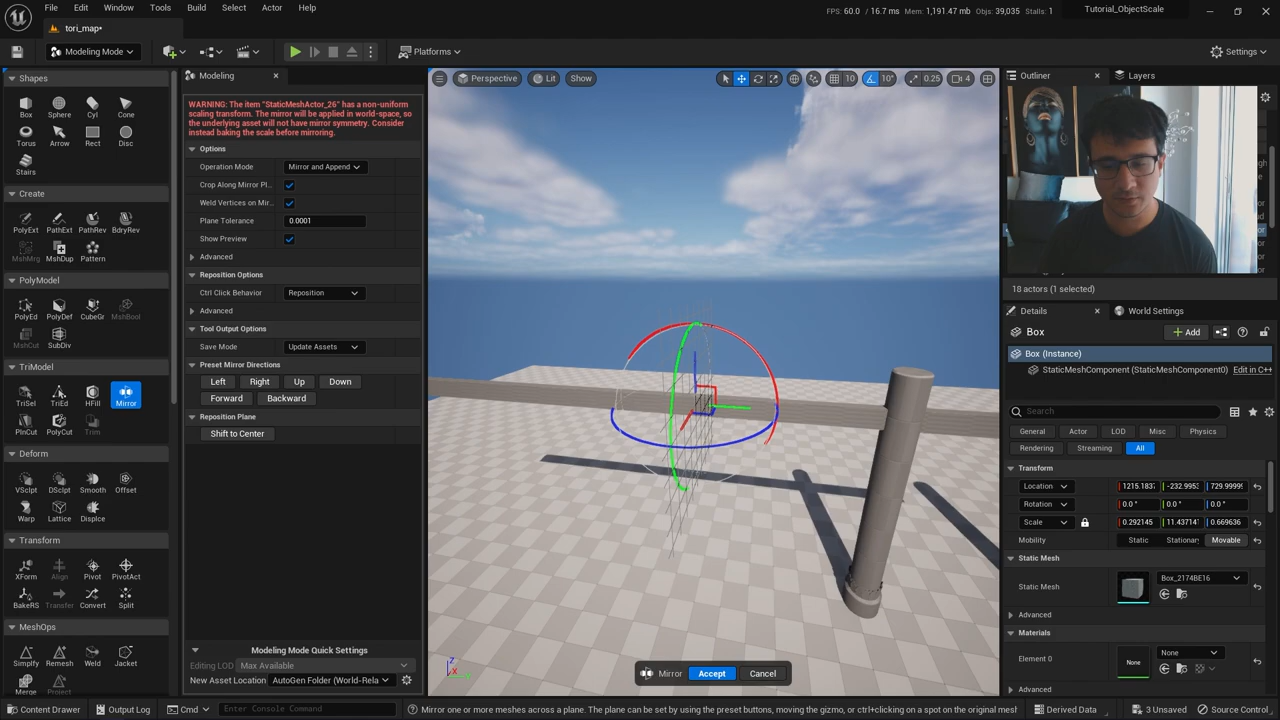 File Edit Window Tools Build Select Actor Help
FPS: 60.0 / 16.7 ms Mem: 1,191.47 mb Objs: 39,035 Stalls: 1
Tutorial_ObjectScale
tori_map*
Modeling Mode
Platforms
Settings
Shapes
Box Sphere Cyl Cone
Torus Arrow Rect Disc
Stairs
Create
PolyExt PathExt PathRev BdryRev
MshMrg MshDup Pattern
PolyModel
PolyEd PolyDef CubeGr MshBool
MshCut SubDiv
TriModel
TriSel TriEd HFill Mirror
PlnCut PolyCut Trim
Deform
VSculpt DSculpt Smooth Offset
Warp Lattice Displce
Transform
XForm Align Pivot PivotAct
BakeRS Transfer Convert Split
MeshOps
Simplfy Remesh Weld Jacket
Merge Project
Modeling
WARNING: The item "StaticMeshActor_26" has a non-uniform
scaling transform. The mirror will be applied in world-space, so
the underlying asset will not have mirror symmetry. Consider
instead baking the scale before mirroring.
Options
Operation Mode Mirror and Append
Crop Along Mirror Pl...
Weld Vertices on Mir...
Plane Tolerance 0.0001
Show Preview
Advanced
Reposition Options
Ctrl Click Behavior Reposition
Advanced
Tool Output Options
Save Mode Update Assets
Preset Mirror Directions
Left Right Up Down
Forward Backward
Reposition Plane
Shift to Center
Modeling Mode Quick Settings
Editing LOD Max Available
New Asset Location AutoGen Folder (World-Rela
Perspective Lit Show
10 10° 0.25 4
Z
X
Mirror Accept Cancel
Outliner Layers
18 actors (1 selected)
Details World Settings
Box Add
Box (Instance)
StaticMeshComponent (StaticMeshComponent0) Edit in C++
Search
General Actor LOD Misc Physics
Rendering Streaming All
Transform
Location 1215.1837 -232.9953 729.99999
Rotation 0.0 ° 0.0 ° 0.0 °
Scale 0.292145 11.43714 0.669636
Mobility Static Stationary Movable
Static Mesh
Static Mesh Box_2174BE16
Advanced
Materials
Element 0 None None
Advanced
Content Drawer Output Log Cmd Enter Console Command
Mirror one or more meshes across a plane. The plane can be set by using the preset buttons, moving the gizmo, or ctrl+clicking on a spot on the original mesh
Derived Data 3 Unsaved Source Control